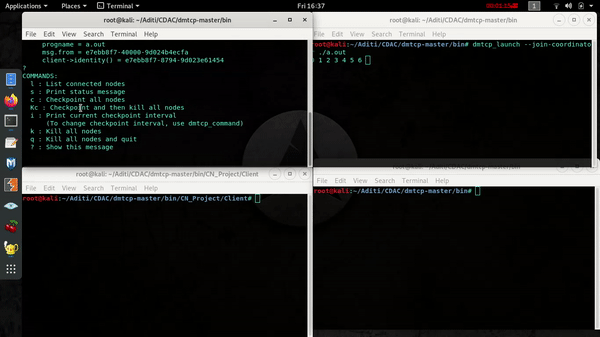 Applications
Places
Terminal
Fri 16:37
00:01:15
1
root@kali: ~/Aditi/CDAC/dmtcp-master/bin
File Edit View Search Terminal Help
progname = a.out
msg.from = e7ebb8f7-40000-9d024b4ecfa
client->identity() = e7ebb8f7-8794-9d023e61454
?
COMMANDS:
l : List connected nodes
s : Print status message
c : Checkpoint all nodes
Kc : Checkpoint and then kill all nodes
i : Print current checkpoint interval
(To change checkpoint interval, use dmtcp_command)
k : Kill all nodes
q : Kill all nodes and quit
? : Show this message
root@kali: ~/Aditi/CDAC/dmtcp-master/bin
File Edit View Search Terminal Help
root@kali:~/Aditi/CDAC/dmtcp-master/bin# dmtcp_launch --join-coordinato
./a.out
0 1 2 3 4 5 6
root@kali: ~/Aditi/CDAC/dmtcp-master/bin/CN_Project/Client
File Edit View Search Terminal Help
root@kali:~/Aditi/CDAC/dmtcp-master/bin/CN_Project/Client#
root@kali: ~/Aditi/CDAC/dmtcp-master/bin
File Edit View Search Terminal Help
root@kali:~/Aditi/CDAC/dmtcp-master/bin#